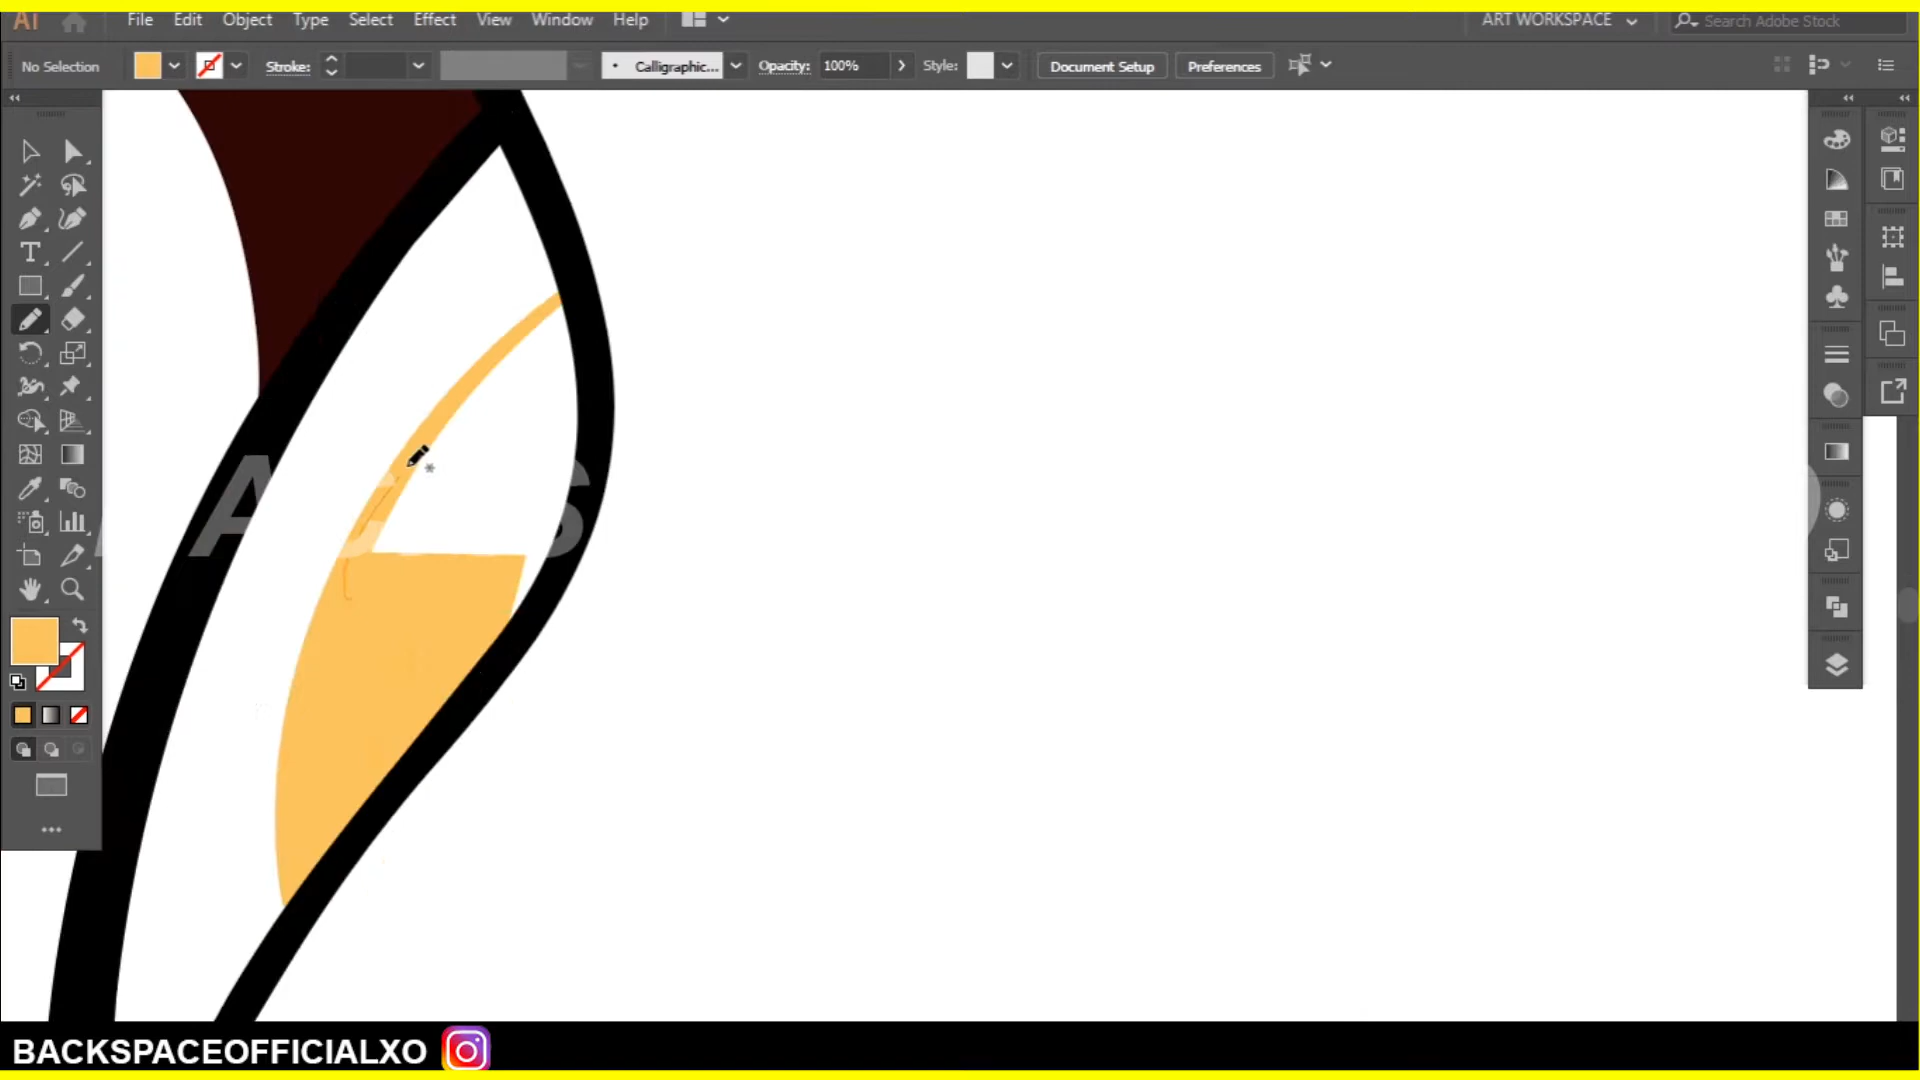 Ai File Edit Object Type Select Effect View Window Help ART WORKSPACE Search Adobe Stock
No Selection Stroke: Calligraphic... Opacity: 100% Style: Document Setup Preferences
BACKSPACEOFFICIALXO